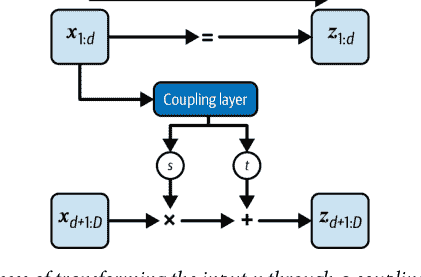 x1:d = z1:d
Coupling layer
s t
xd+1:D × + zd+1:D